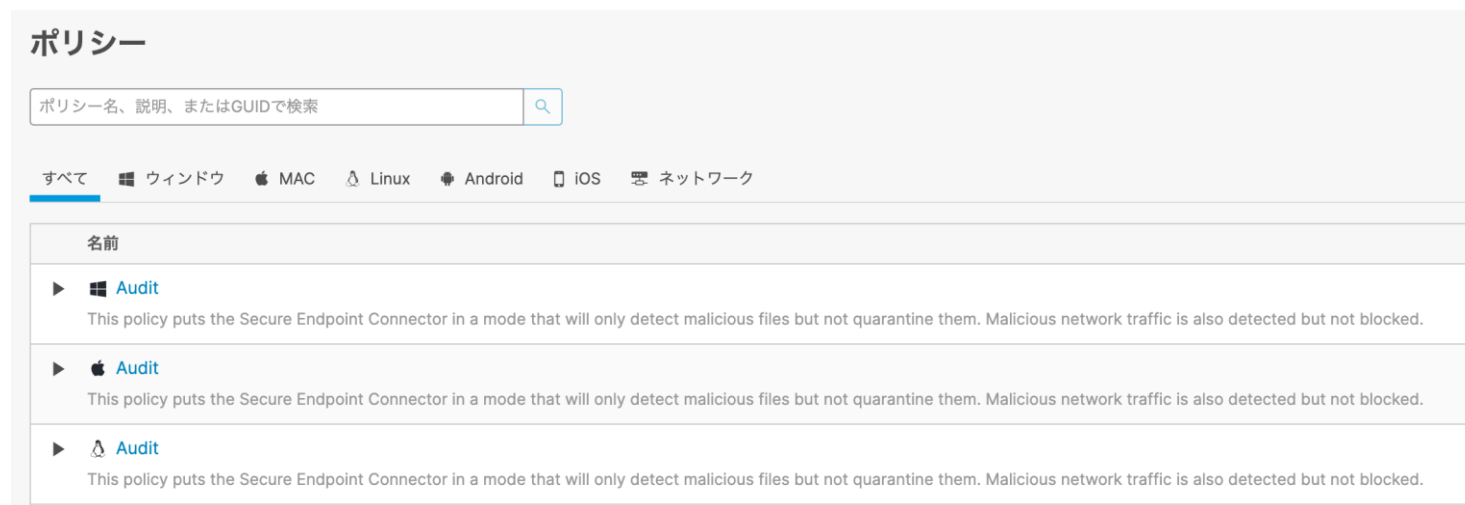 ポリシー
ポリシー名、説明、またはGUIDで検索
すべて ウィンドウ MAC Linux Android iOS ネットワーク
名前
Audit
This policy puts the Secure Endpoint Connector in a mode that will only detect malicious files but not quarantine them. Malicious network traffic is also detected but not blocked.
Audit
This policy puts the Secure Endpoint Connector in a mode that will only detect malicious files but not quarantine them. Malicious network traffic is also detected but not blocked.
Audit
This policy puts the Secure Endpoint Connector in a mode that will only detect malicious files but not quarantine them. Malicious network traffic is also detected but not blocked.